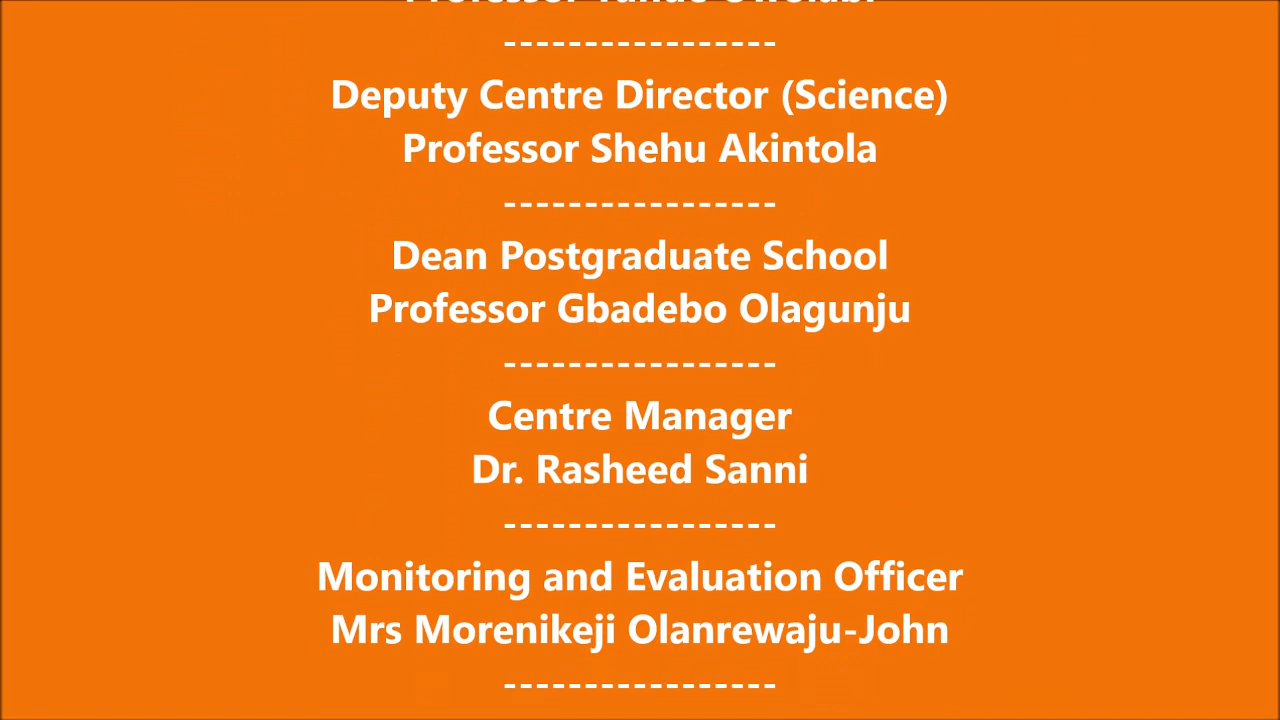 -----------------
Deputy Centre Director (Science)
Professor Shehu Akintola
-----------------
Dean Postgraduate School
Professor Gbadebo Olagunju
-----------------
Centre Manager
Dr. Rasheed Sanni
-----------------
Monitoring and Evaluation Officer
Mrs Morenikeji Olanrewaju-John
-----------------